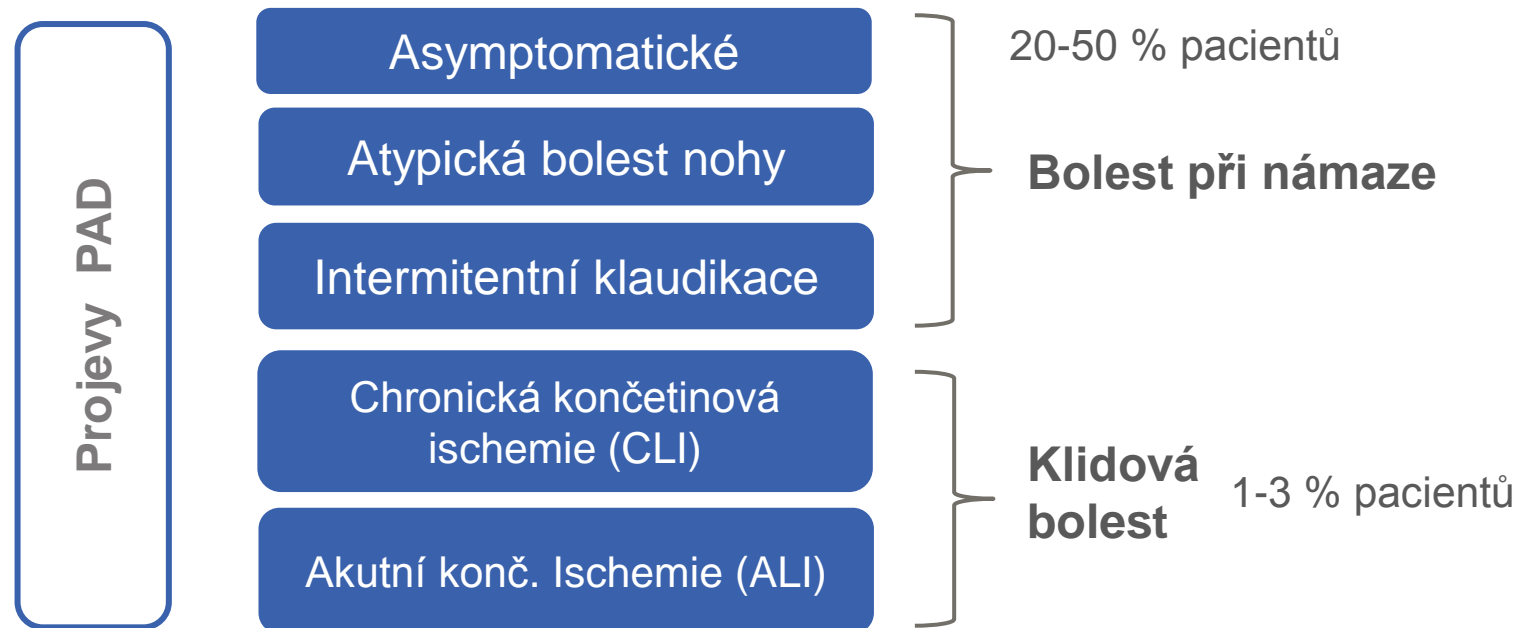 Projevy PAD
Asymptomatické
20-50 % pacientů
Atypická bolest nohy
Bolest při námaze
Intermitentní klaudikace
Chronická končetinová
ischemie (CLI)
Klidová
bolest
1-3 % pacientů
Akutní konč. Ischemie (ALI)